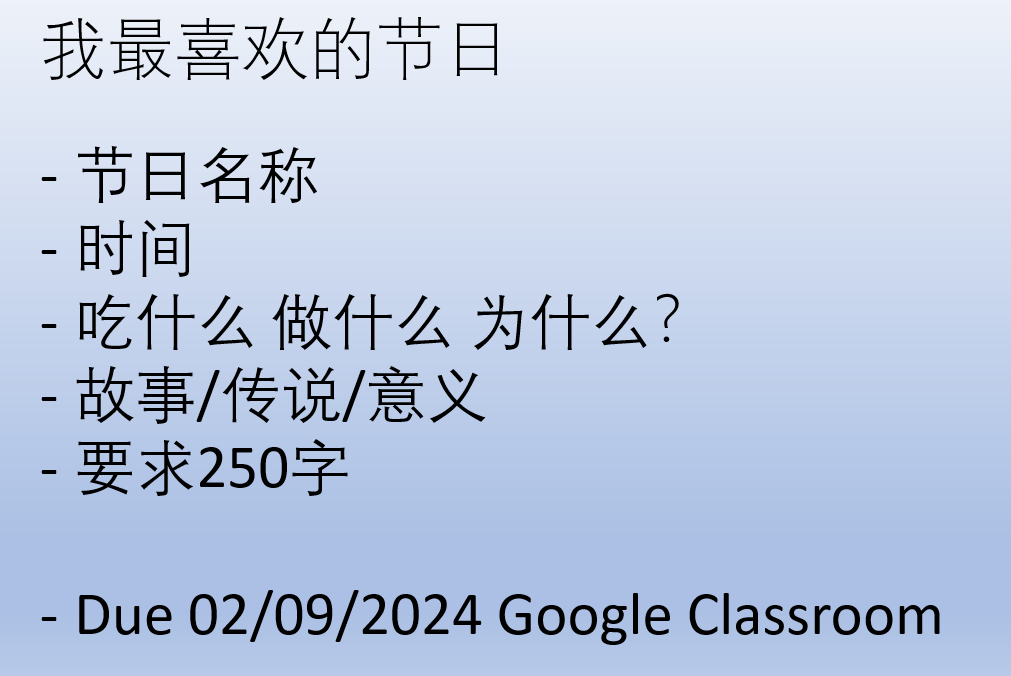 我最喜欢的节日
- 节日名称
- 时间
- 吃什么 做什么 为什么？
- 故事/传说/意义
- 要求250字
- Due 02/09/2024 Google Classroom